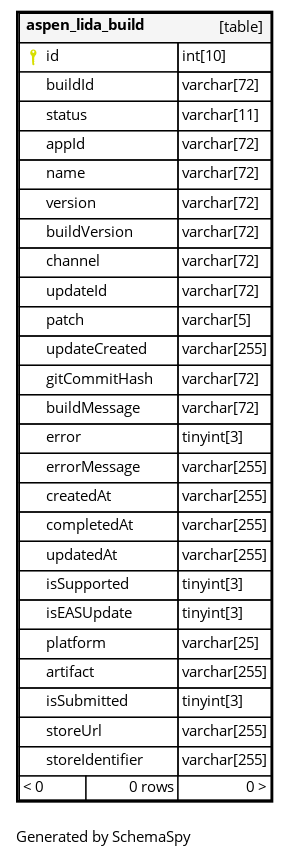 aspen_lida_build [table]
id int[10]
buildId varchar[72]
status varchar[11]
appId varchar[72]
name varchar[72]
version varchar[72]
buildVersion varchar[72]
channel varchar[72]
updateId varchar[72]
patch varchar[5]
updateCreated varchar[255]
gitCommitHash varchar[72]
buildMessage varchar[72]
error tinyint[3]
errorMessage varchar[255]
createdAt varchar[255]
completedAt varchar[255]
updatedAt varchar[255]
isSupported tinyint[3]
isEASUpdate tinyint[3]
platform varchar[25]
artifact varchar[255]
isSubmitted tinyint[3]
storeUrl varchar[255]
storeIdentifier varchar[255]
< 0 0 rows 0 >
Generated by SchemaSpy